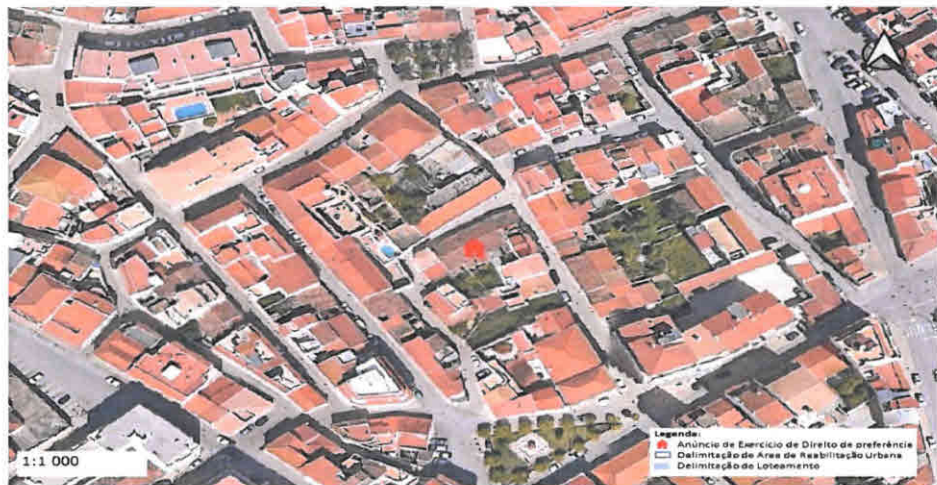 1:1 000
Legenda:
Anúncio de Exercício de Direito de preferência
Delimitação de Área de Reabilitação Urbana
Delimitação de Loteamento